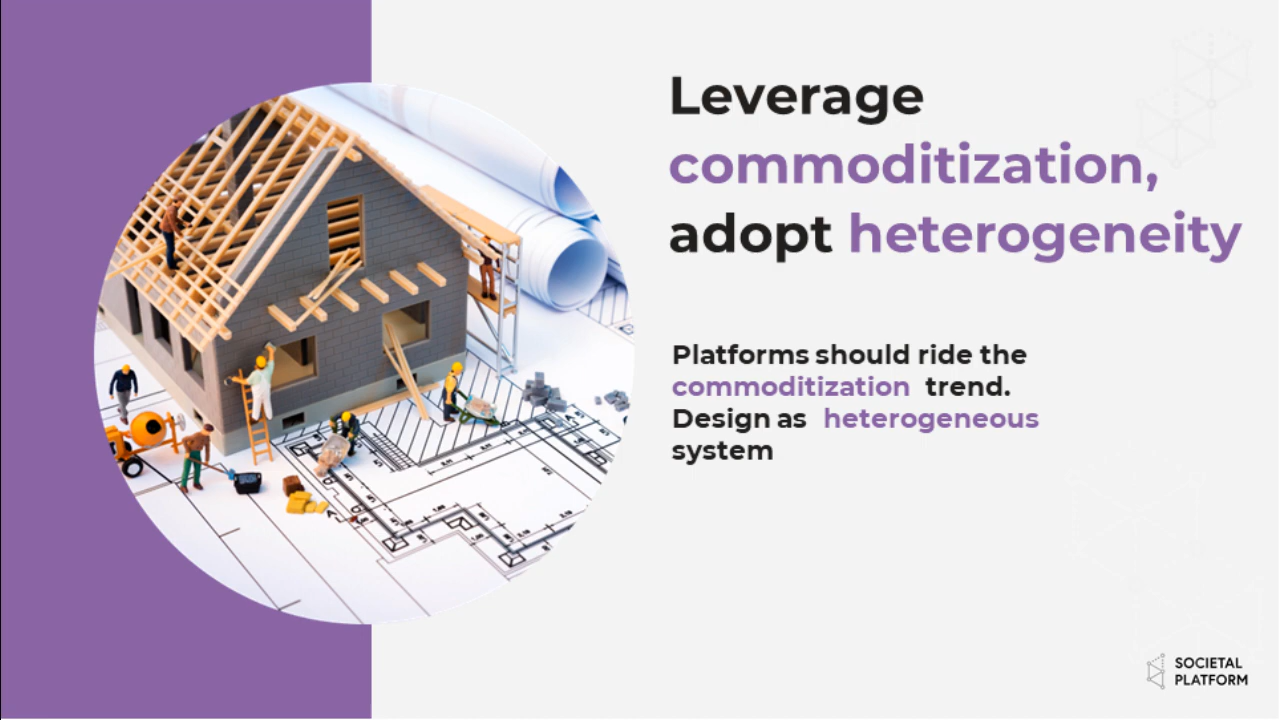 Leverage
commoditization,
adopt heterogeneity
Platforms should ride the
commoditization trend.
Design as heterogeneous
system
SOCIETAL
PLATFORM